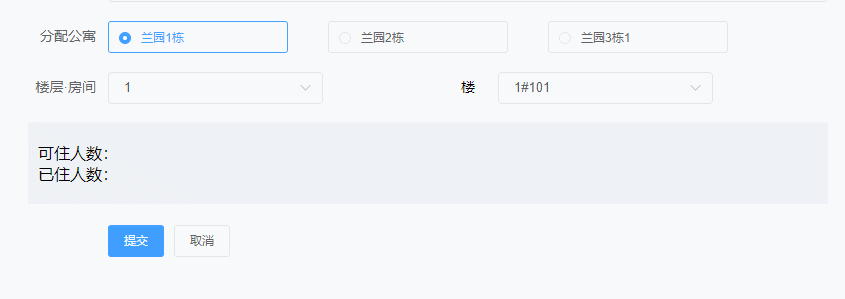 分配公寓 兰园1栋 兰园2栋 兰园3栋1
楼层·房间 1 楼 1#101
可住人数：
已住人数：
提交 取消